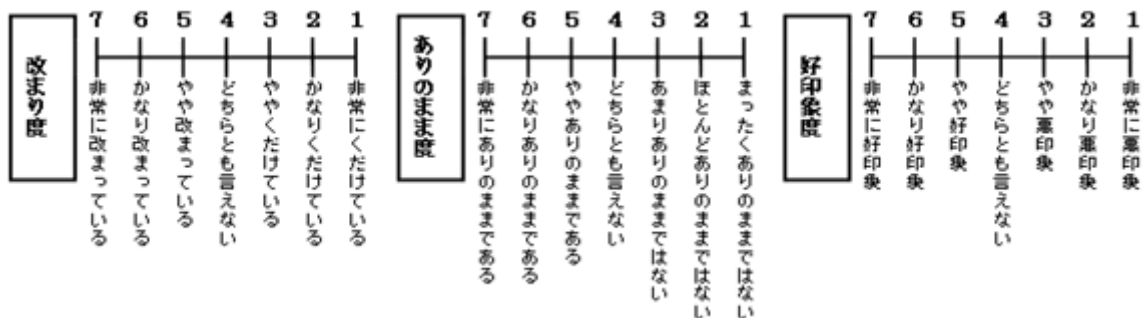 改まり度
7 6 5 4 3 2 1
非常に改まっている
かなり改まっている
やや改まっている
どちらとも言えない
ややくだけている
かなりくだけている
非常にくだけている
ありのまま度
7 6 5 4 3 2 1
非常にありのままである
かなりありのままである
ややありのままである
どちらとも言えない
あまりありのままではない
ほとんどありのままではない
まったくありのままではない
好印象度
7 6 5 4 3 2 1
非常に好印象
かなり好印象
やや好印象
どちらとも言えない
やや悪印象
かなり悪印象
非常に悪印象